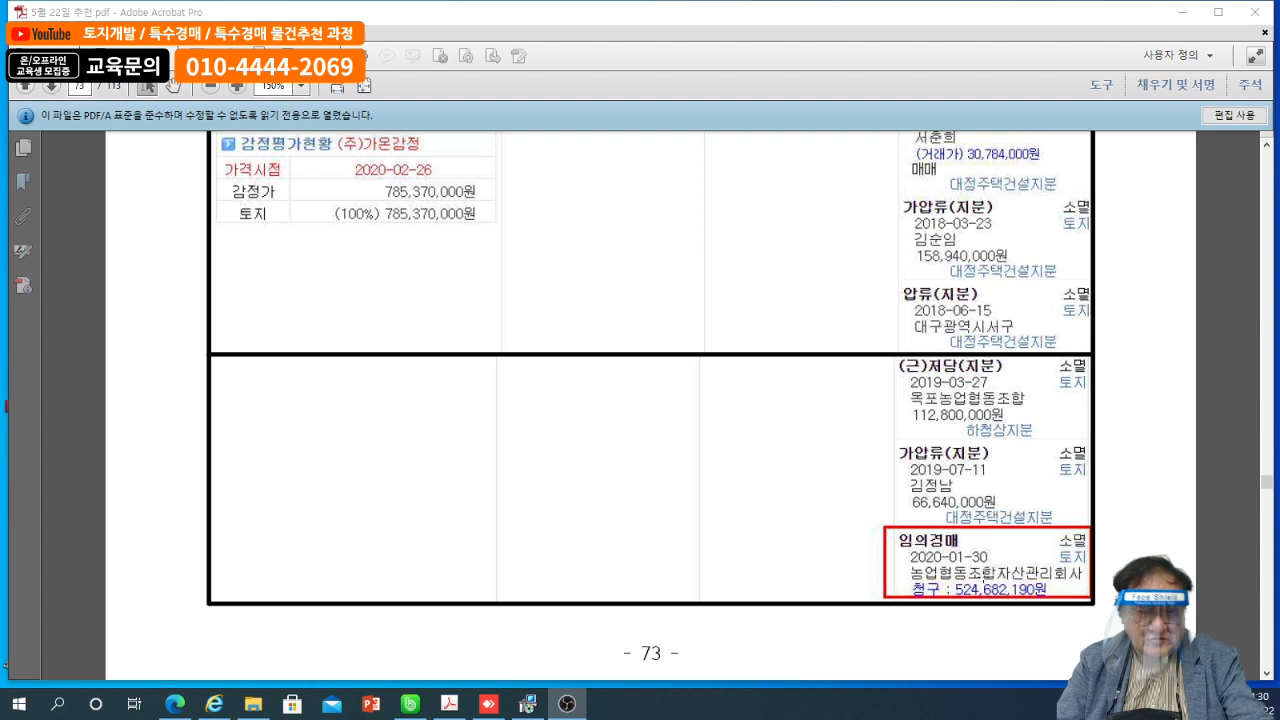 5월 22일 추천.pdf - Adobe Acrobat Pro
YouTube 토지개발 / 특수경매 / 특수경매 물건추천 과정
온/오프라인
교육생 모집중
교육문의 010-4444-2069
사용자 정의
73 / 113
150%
도구 채우기 및 서명 주석
이 파일은 PDF/A 표준을 준수하며 수정할 수 없도록 읽기 전용으로 열렸습니다.
편집 사용
감정평가현황 (주)가온감정
가격시점 2020-02-26
감정가 785,370,000원
토지 (100%) 785,370,000원
서춘희
(거래가) 30,784,000원
매매
대정주택건설지분
가압류(지분) 소멸
2018-03-23 토지
김순임
158,940,000원
대정주택건설지분
압류(지분) 소멸
2018-06-15 토지
대구광역시서구
대정주택건설지분
(근)저당(지분) 소멸
2019-03-27 토지
목포농업협동조합
112,800,000원
하청삼지분
가압류(지분) 소멸
2019-07-11 토지
김정남
66,640,000원
대정주택건설지분
임의경매 소멸
2020-01-30 토지
농업협동조합자산관리회사
청구 : 524,682,190원
- 73 -
Face Shield